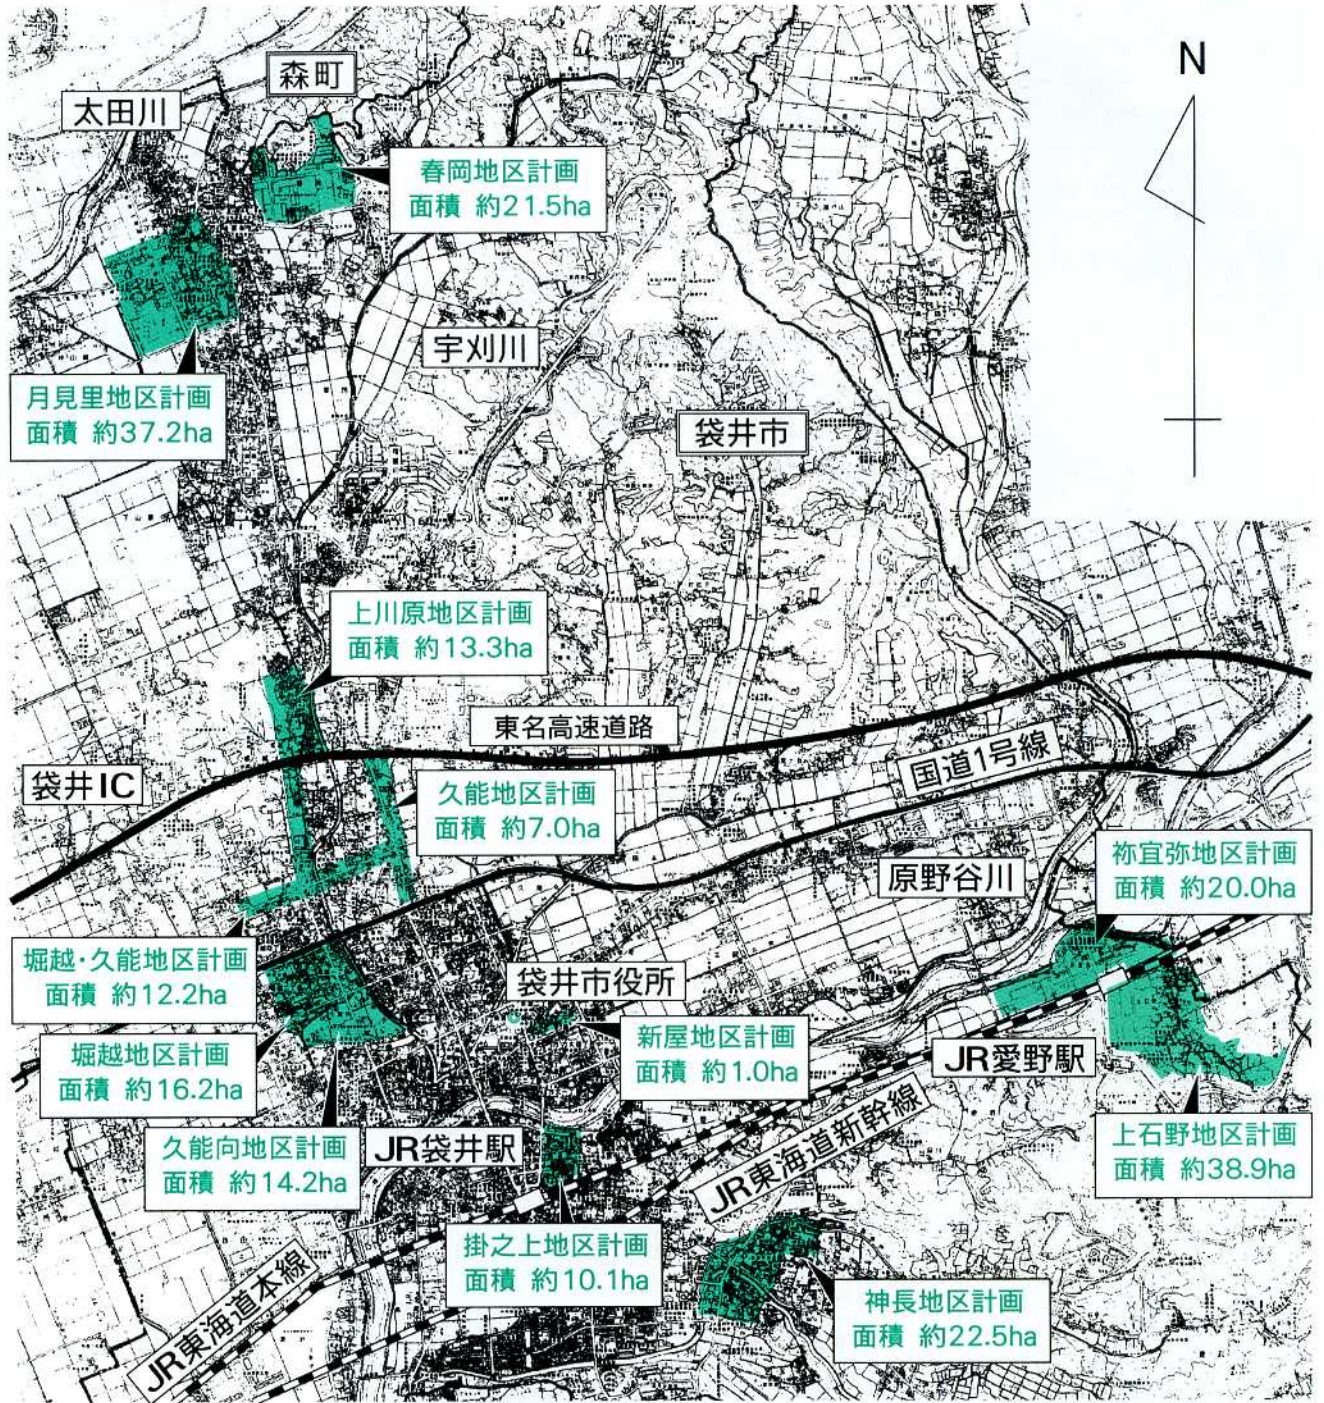 N
森町
太田川
春岡地区計画
面積 約21.5ha
宇刈川
月見里地区計画
面積 約37.2ha
袋井市
上川原地区計画
面積 約13.3ha
東名高速道路
国道1号線
袋井IC
久能地区計画
面積 約7.0ha
祢宜弥地区計画
面積 約20.0ha
原野谷川
堀越・久能地区計画
面積 約12.2ha
袋井市役所
新屋地区計画
面積 約1.0ha
堀越地区計画
面積 約16.2ha
JR愛野駅
上石野地区計画
面積 約38.9ha
久能向地区計画
面積 約14.2ha
JR袋井駅
JR東海道新幹線
掛之上地区計画
面積 約10.1ha
神長地区計画
面積 約22.5ha
JR東海道本線